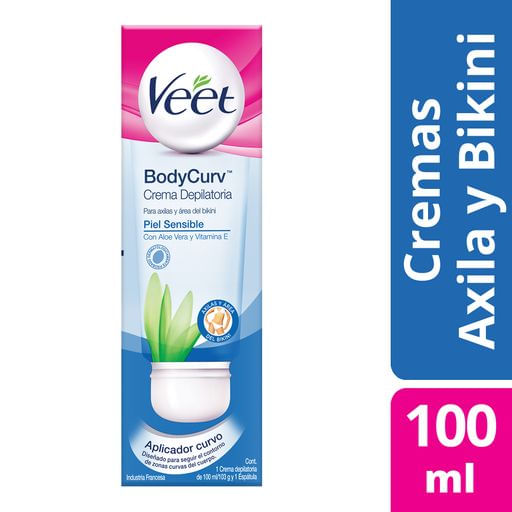 Veet
BodyCurv™
Crema Depilatoria
Para axilas y área del bikini
Piel Sensible
Con Aloe Vera y Vitamina E
AXILAS Y ÁREA
DEL BIKINI
Aplicador curvo
Diseñado para seguir el contorno
de zonas curvas del cuerpo.
Industria Francesa
Cont.
1 Crema depilatoria
de 100 ml/103 g y 1 Espátula
Cremas
Axila y Bikini
100
ml